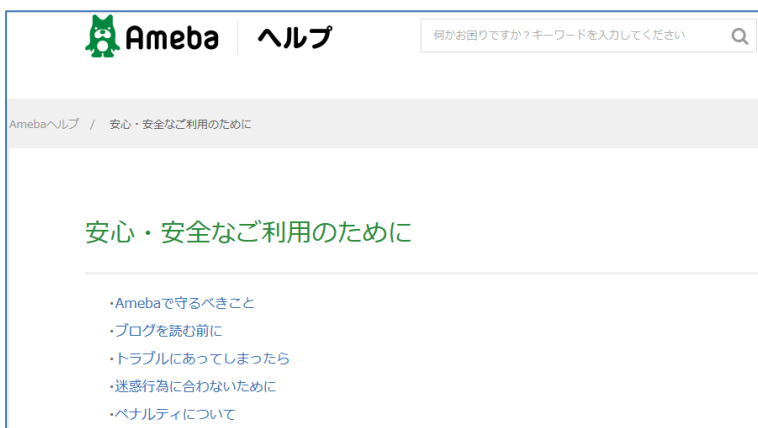 Ameba ヘルプ 何かお困りですか？キーワードを入力してください
Amebaヘルプ / 安心・安全なご利用のために
安心・安全なご利用のために
・Amebaで守るべきこと
・ブログを読む前に
・トラブルにあってしまったら
・迷惑行為に合わないために
・ペナルティについて